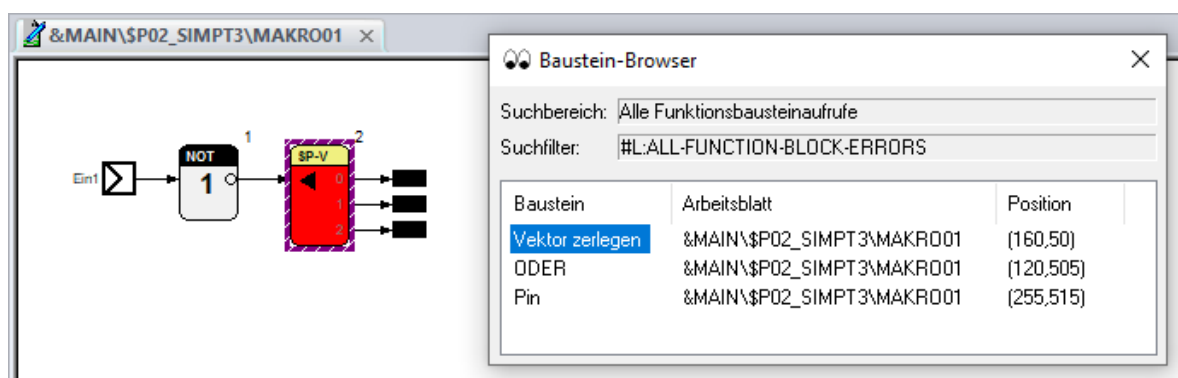 &MAIN\$P02_SIMPT3\MAKRO01
Baustein-Browser
Suchbereich: Alle Funktionsbausteinaufrufe
Suchfilter: #L:ALL-FUNCTION-BLOCK-ERRORS
Baustein Arbeitsblatt Position
Vektor zerlegen &MAIN\$P02_SIMPT3\MAKRO01 (160,50)
ODER &MAIN\$P02_SIMPT3\MAKRO01 (120,505)
Pin &MAIN\$P02_SIMPT3\MAKRO01 (255,515)
1 2
NOT $P-V
Ein1 1 0
1
2